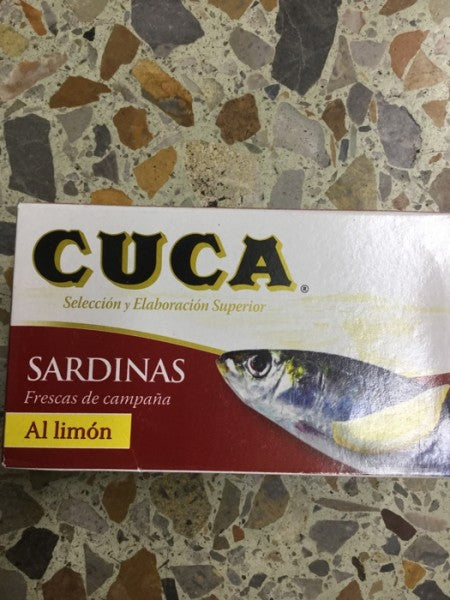 CUCA®
Selección y Elaboración Superior
SARDINAS
Frescas de campaña
Al limón